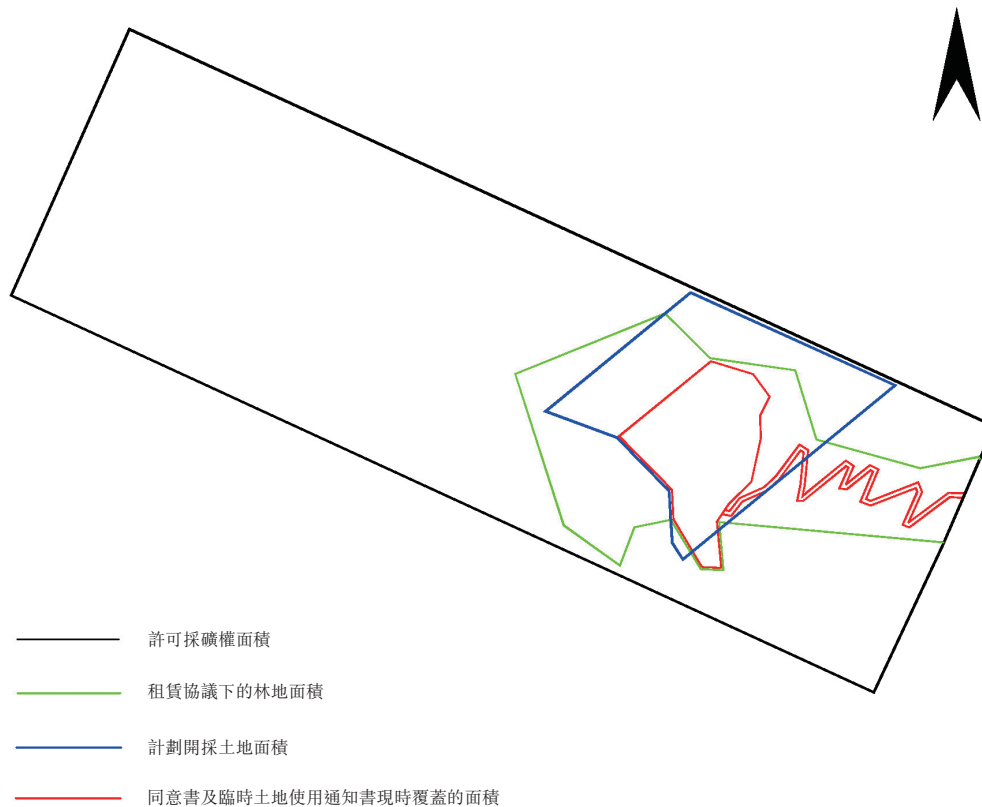 許可採礦權面積
租賃協議下的林地面積
計劃開採土地面積
同意書及臨時土地使用通知書現時覆蓋的面積